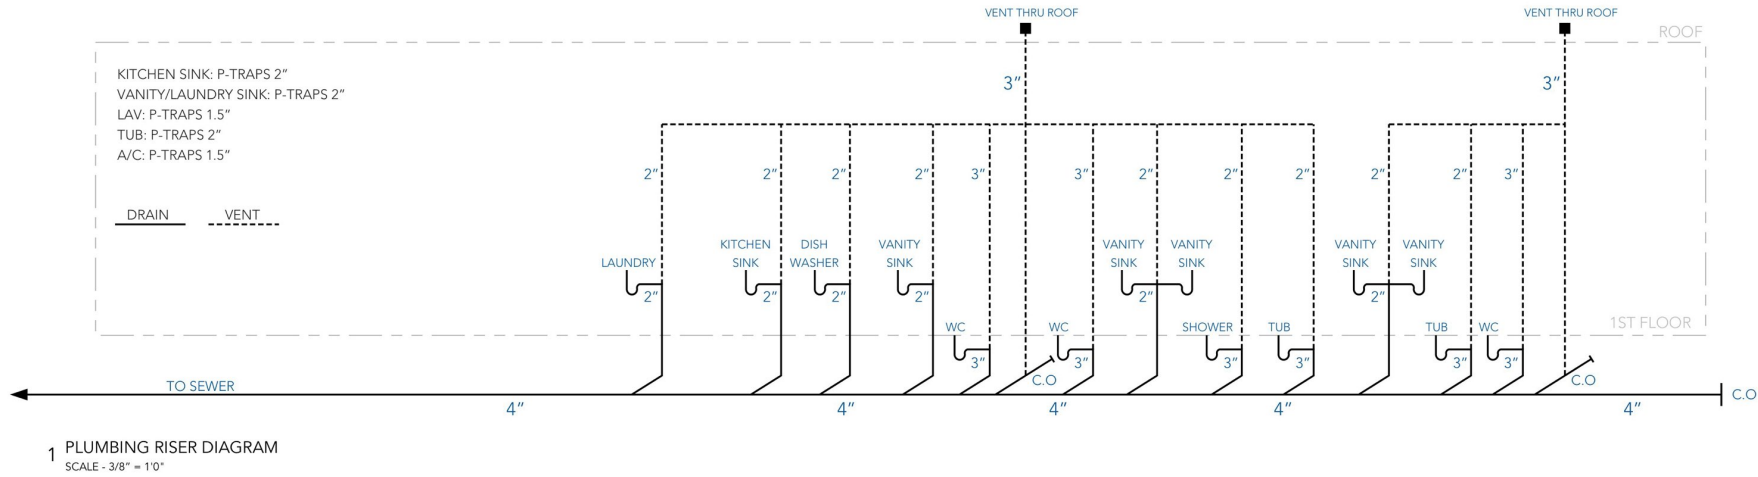 VENT THRU ROOF
VENT THRU ROOF
ROOF
KITCHEN SINK: P-TRAPS 2”
VANITY/LAUNDRY SINK: P-TRAPS 2”
LAV: P-TRAPS 1.5”
TUB: P-TRAPS 2”
A/C: P-TRAPS 1.5”
3” 3”
2” 2” 2” 2” 3” 3” 2” 2” 2” 2” 2” 3”
DRAIN VENT
LAUNDRY
KITCHEN
SINK
DISH
WASHER
VANITY
SINK
VANITY
SINK
VANITY
SINK
VANITY
SINK
VANITY
SINK
2” 2” 2” 2” 2” 2”
1ST FLOOR
WC WC SHOWER TUB TUB WC
3” 3” 3” 3” 3” 3”
C.O C.O
TO SEWER
C.O
4” 4” 4” 4” 4”
1 PLUMBING RISER DIAGRAM
SCALE - 3/8” = 1'0"